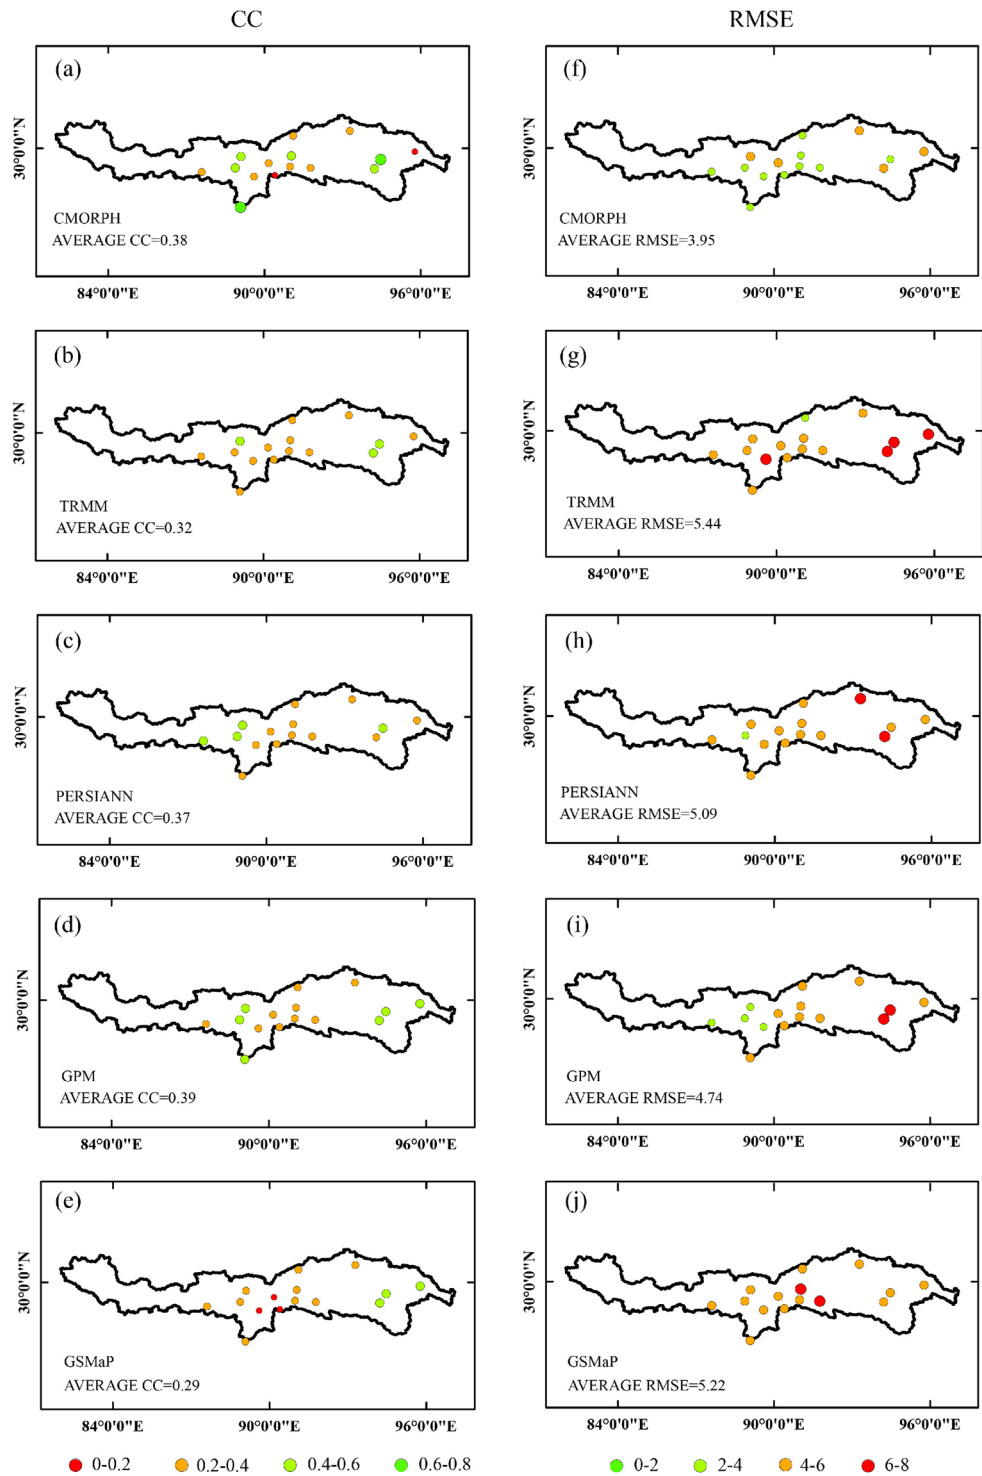 CC
RMSE
(a)
30°0'0"N
CMORPH
AVERAGE CC=0.38
84°0'0"E 90°0'0"E 96°0'0"E
(f)
30°0'0"N
CMORPH
AVERAGE RMSE=3.95
84°0'0"E 90°0'0"E 96°0'0"E
(b)
30°0'0"N
TRMM
AVERAGE CC=0.32
84°0'0"E 90°0'0"E 96°0'0"E
(g)
30°0'0"N
TRMM
AVERAGE RMSE=5.44
84°0'0"E 90°0'0"E 96°0'0"E
(c)
30°0'0"N
PERSIANN
AVERAGE CC=0.37
84°0'0"E 90°0'0"E 96°0'0"E
(h)
30°0'0"N
PERSIANN
AVERAGE RMSE=5.09
84°0'0"E 90°0'0"E 96°0'0"E
(d)
30°0'0"N
GPM
AVERAGE CC=0.39
84°0'0"E 90°0'0"E 96°0'0"E
(i)
30°0'0"N
GPM
AVERAGE RMSE=4.74
84°0'0"E 90°0'0"E 96°0'0"E
(e)
30°0'0"N
GSMaP
AVERAGE CC=0.29
84°0'0"E 90°0'0"E 96°0'0"E
(j)
30°0'0"N
GSMaP
AVERAGE RMSE=5.22
84°0'0"E 90°0'0"E 96°0'0"E
0-0.2 0.2-0.4 0.4-0.6 0.6-0.8
0-2 2-4 4-6 6-8